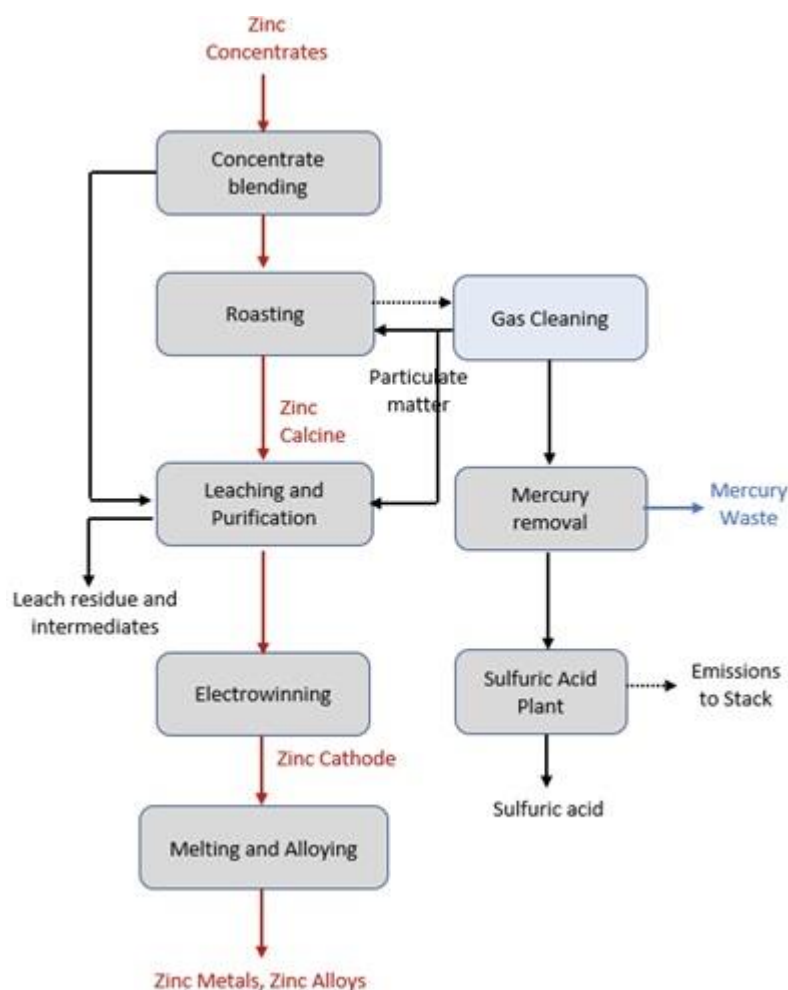 Zinc
Concentrates
Concentrate
blending
Roasting
Gas Cleaning
Particulate
matter
Zinc
Calcine
Leaching and
Purification
Mercury
removal
Mercury
Waste
Leach residue and
intermediates
Electrowinning
Sulfuric Acid
Plant
Emissions
to Stack
Zinc Cathode
Sulfuric acid
Melting and Alloying
Zinc Metals, Zinc Alloys